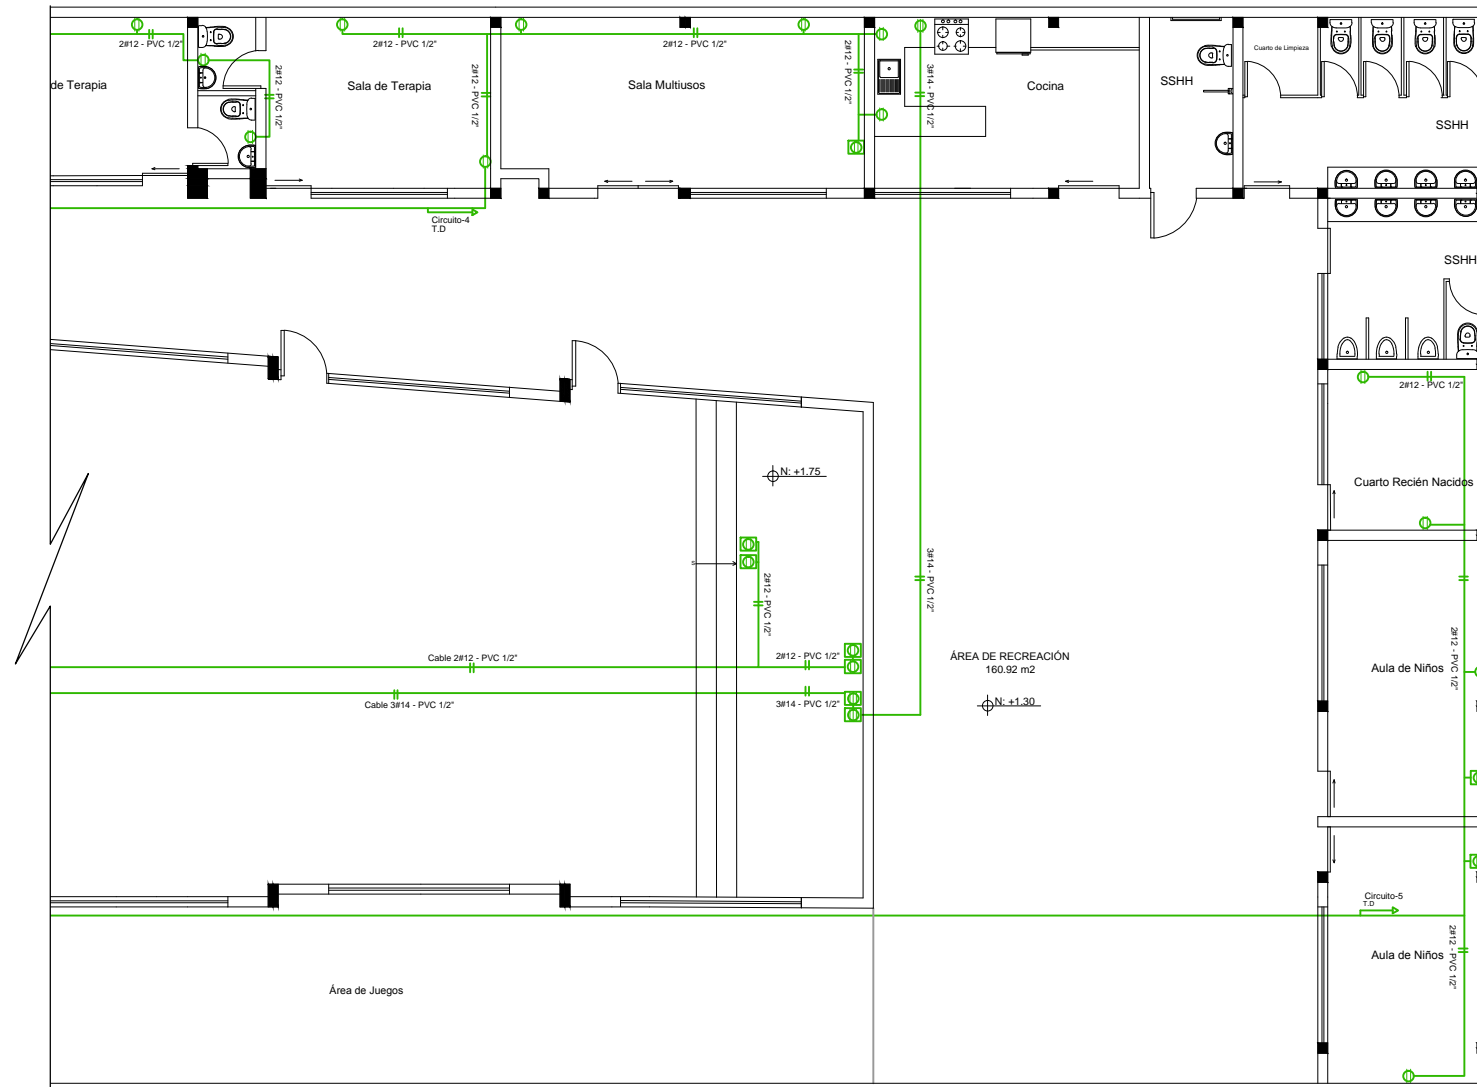 2#12 - PVC 1/2"
2#12 - PVC 1/2"
2#12 - PVC 1/2"
Cuarto de Limpieza
de Terapia
2#12 - PVC 1/2"
Sala de Terapia
2#12 - PVC 1/2"
Sala Multiusos
2#12 - PVC 1/2"
3#14 - PVC 1/2"
Cocina
SSHH
SSHH
Circuito-4
T.D
SSHH
2#12 - PVC 1/2"
N: +1.75
Cuarto Recién Nacidos
2#12 - PVC 1/2"
3#14 - PVC 1/2"
Cable 2#12 - PVC 1/2"
2#12 - PVC 1/2"
ÁREA DE RECREACIÓN
160.92 m2
2#12 - PVC 1/2"
Aula de Niños
Cable 3#14 - PVC 1/2"
3#14 - PVC 1/2"
N: +1.30
Circuito-5
T.D
2#12 - PVC 1/2"
Aula de Niños
Área de Juegos